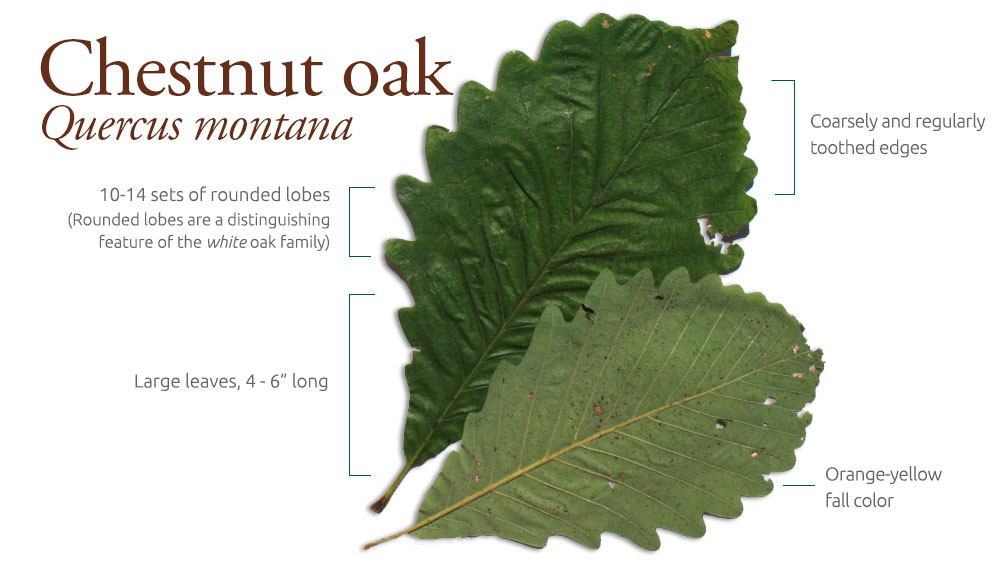 Chestnut oak
Quercus montana
10-14 sets of rounded lobes
(Rounded lobes are a distinguishing
feature of the white oak family)
Large leaves, 4 - 6” long
Coarsely and regularly
toothed edges
Orange-yellow
fall color